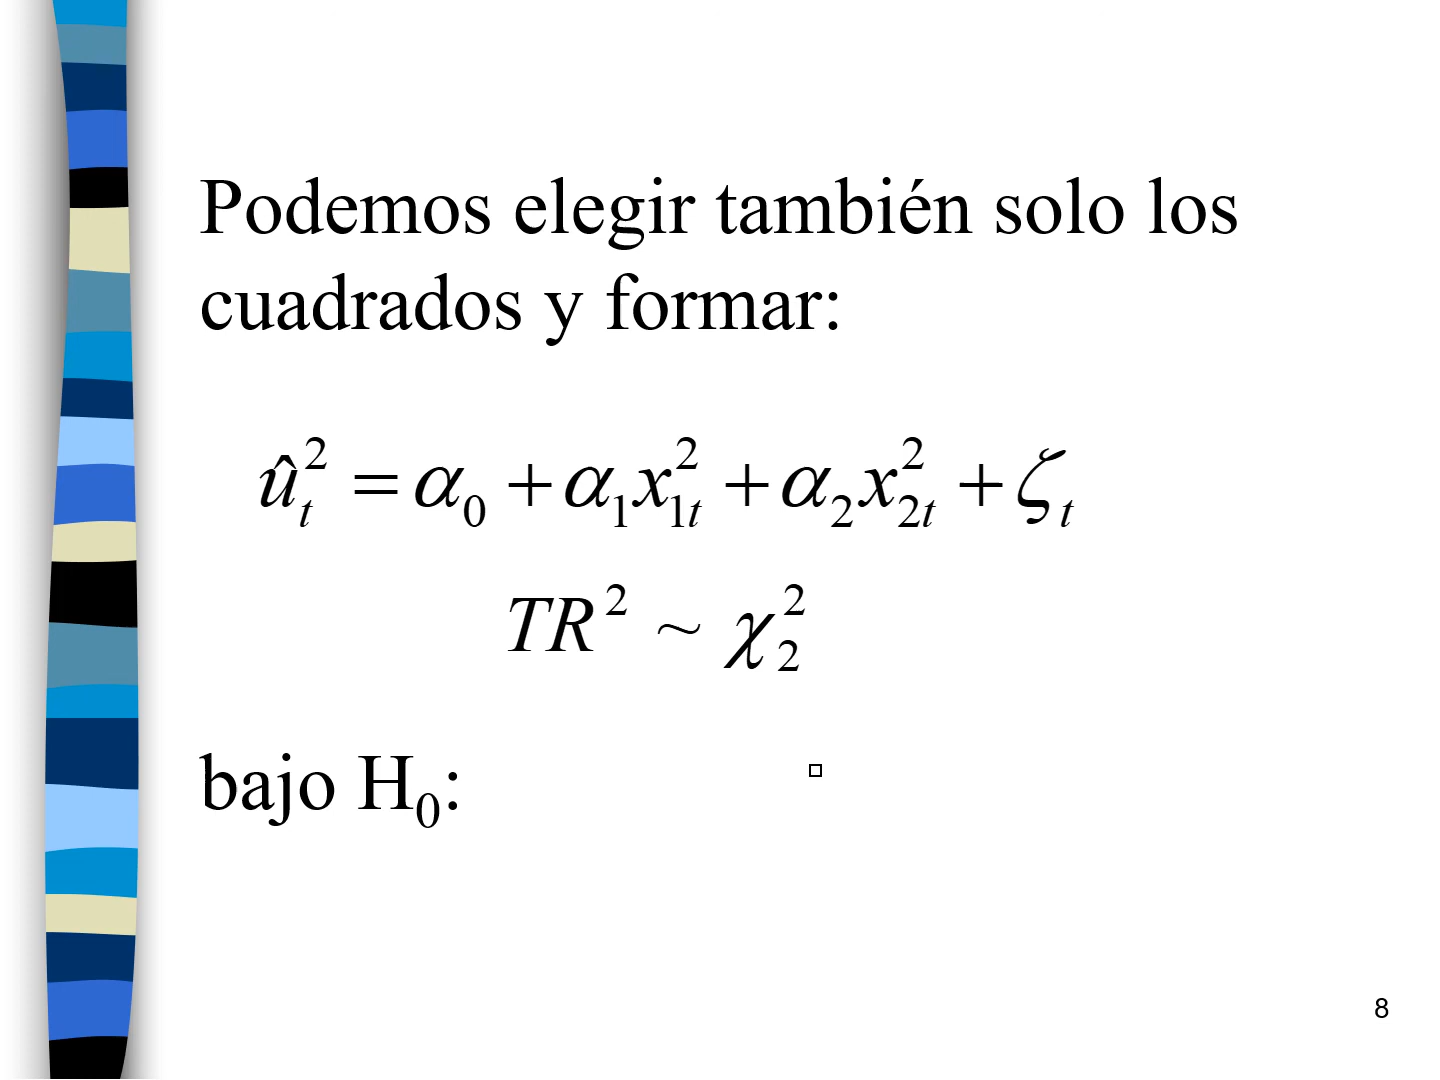 Podemos elegir también solo los
cuadrados y formar:
û²ₜ = α₀ + α₁x²₁ₜ + α₂x²₂ₜ + ζₜ
TR² ~ χ²₂
bajo H₀:
8